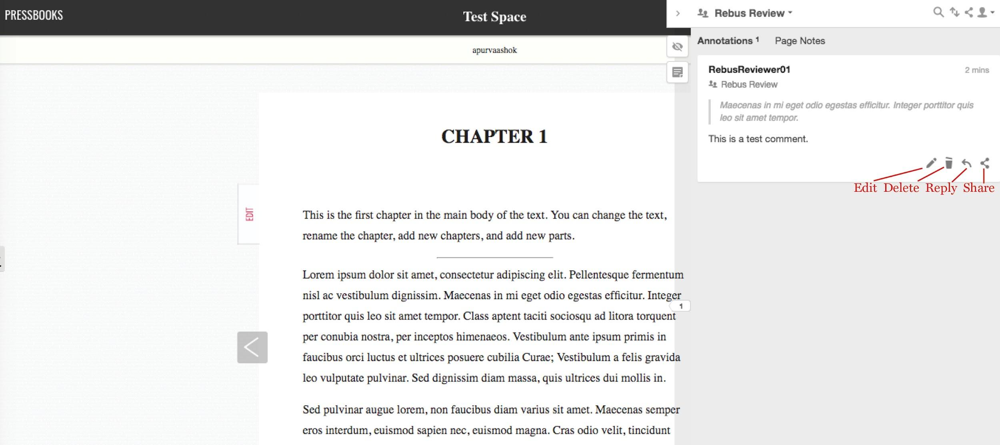 PRESSBOOKS
Test Space
apurvaashok
CHAPTER 1
EDIT
This is the first chapter in the main body of the text. You can change the text,
rename the chapter, add new chapters, and add new parts.
Lorem ipsum dolor sit amet, consectetur adipiscing elit. Pellentesque fermentum
nisl ac vestibulum dignissim. Maecenas in mi eget odio egestas efficitur. Integer
1
porttitor quis leo sit amet tempor. Class aptent taciti sociosqu ad litora torquent
per conubia nostra, per inceptos himenaeos. Vestibulum ante ipsum primis in
faucibus orci luctus et ultrices posuere cubilia Curae; Vestibulum a felis gravida
leo vulputate pulvinar. Sed dignissim diam massa, quis ultrices dui mollis in.
Sed pulvinar augue lorem, non faucibus diam varius sit amet. Maecenas semper
eros interdum, euismod sapien nec, euismod magna. Cras odio velit, tincidunt
Rebus Review
Annotations 1 Page Notes
RebusReviewer01 2 mins
Rebus Review
Maecenas in mi eget odio egestas efficitur. Integer porttitor quis
leo sit amet tempor.
This is a test comment.
Edit Delete Reply Share